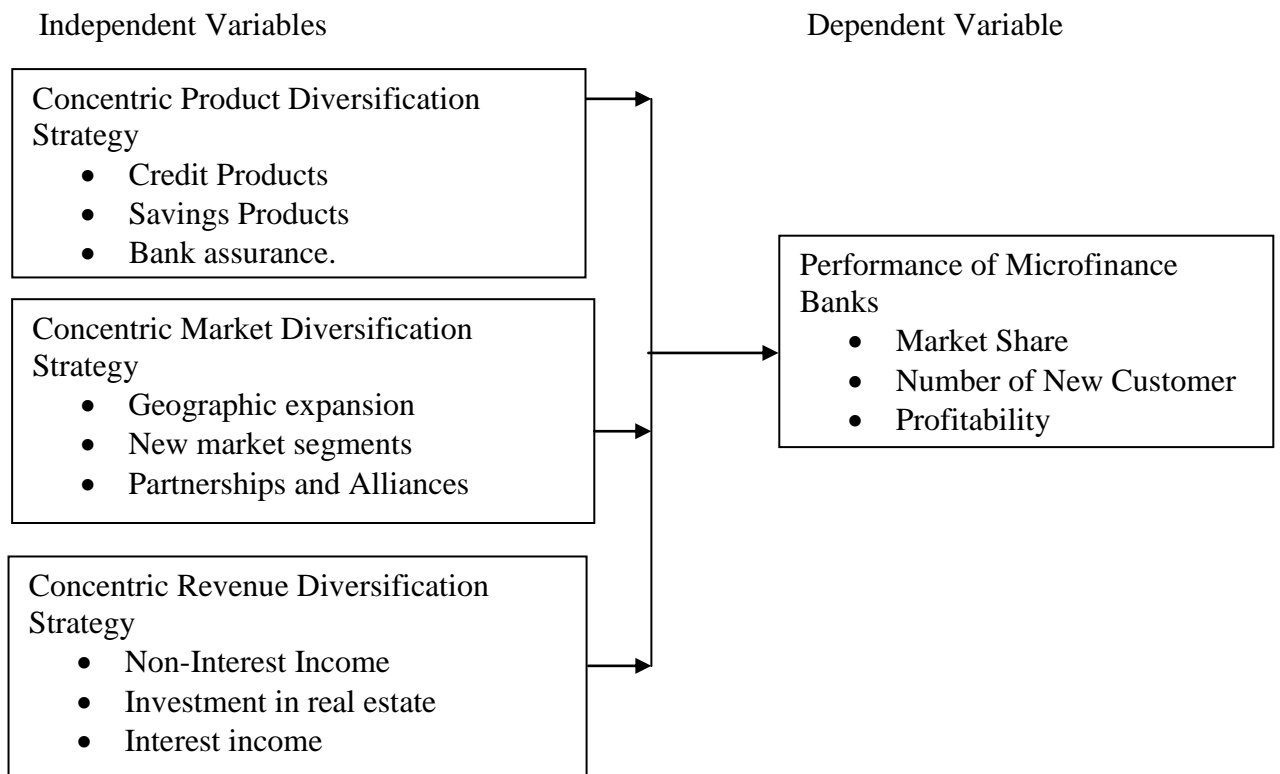 Independent Variables
Dependent Variable
Concentric Product Diversification
Strategy
• Credit Products
• Savings Products
• Bank assurance.
Concentric Market Diversification
Strategy
• Geographic expansion
• New market segments
• Partnerships and Alliances
Concentric Revenue Diversification
Strategy
• Non-Interest Income
• Investment in real estate
• Interest income
Performance of Microfinance
Banks
• Market Share
• Number of New Customer
• Profitability